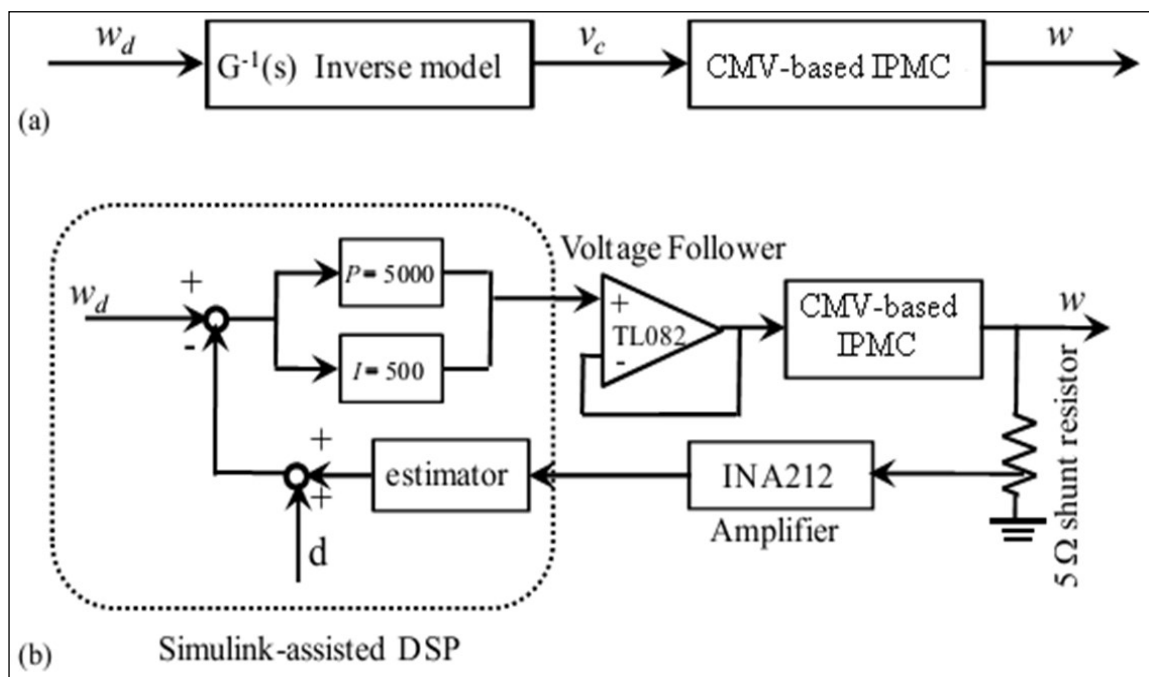 w_d
G⁻¹(s) Inverse model
v_c
CMV-based IPMC
w
(a)
Voltage Follower
P = 5000
w_d
+
-
I = 500
+
TL082
-
CMV-based
IPMC
w
+
+
estimator
INA212
Amplifier
d
5 Ω shunt resistor
(b)
Simulink-assisted DSP